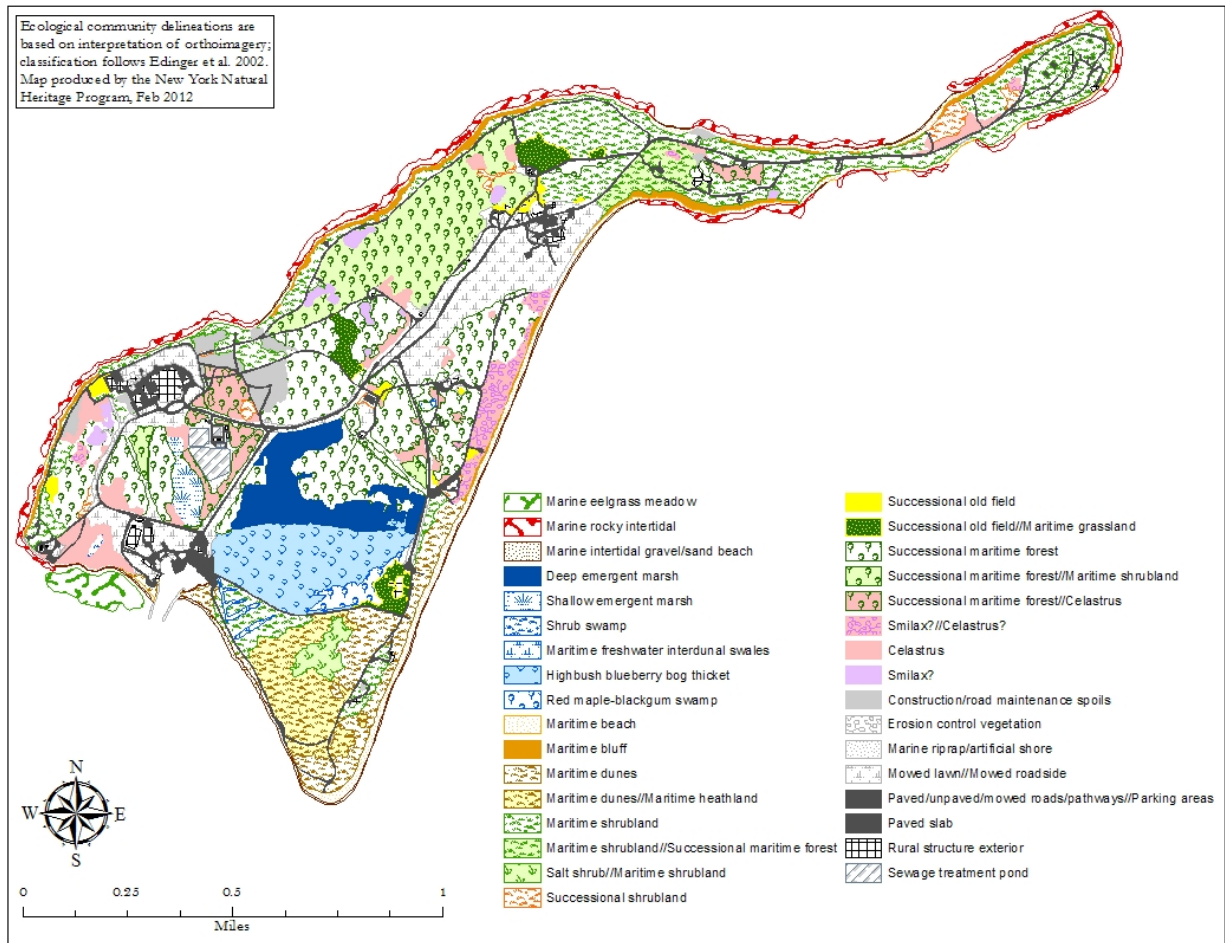 Ecological community delineations are
based on interpretation of orthoimagery;
classification follows Edinger et al. 2002.
Map produced by the New York Natural
Heritage Program, Feb 2012
Marine eelgrass meadow
Marine rocky intertidal
Marine intertidal gravel/sand beach
Deep emergent marsh
Shallow emergent marsh
Shrub swamp
Maritime freshwater interdunal swales
Highbush blueberry bog thicket
Red maple-blackgum swamp
Maritime beach
Maritime bluff
Maritime dunes
Maritime dunes//Maritime heathland
Maritime shrubland
Maritime shrubland//Successional maritime forest
Salt shrub//Maritime shrubland
Successional shrubland
Successional old field
Successional old field//Maritime grassland
Successional maritime forest
Successional maritime forest//Maritime shrubland
Successional maritime forest//Celastrus
Smilax?//Celastrus?
Celastrus
Smilax?
Construction/road maintenance spoils
Erosion control vegetation
Marine riprap/artificial shore
Mowed lawn//Mowed roadside
Paved/unpaved/mowed roads/pathways//Parking areas
Paved slab
Rural structure exterior
Sewage treatment pond
N
W E
S
0 0.25 0.5 1
Miles